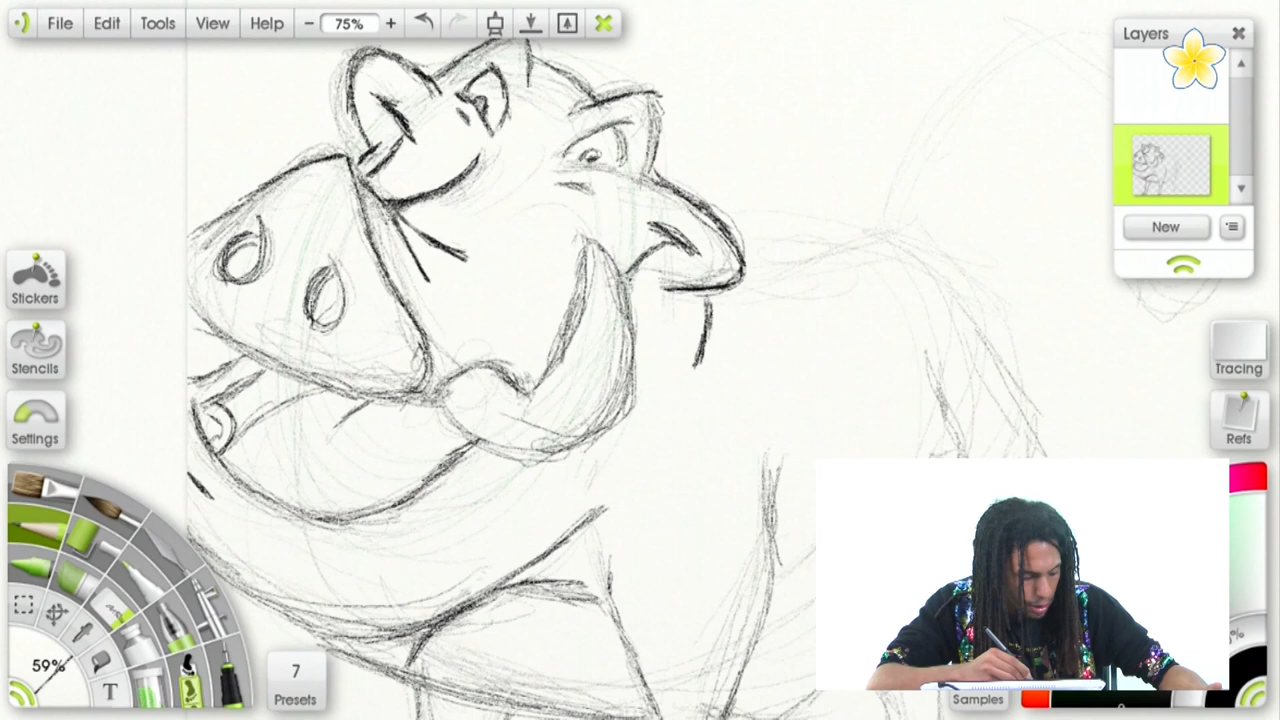 File Edit Tools View Help − 75% +
Layers
New
Stickers
Stencils
Settings
Tracing
Refs
59%
T
7
Presets
Samples
%